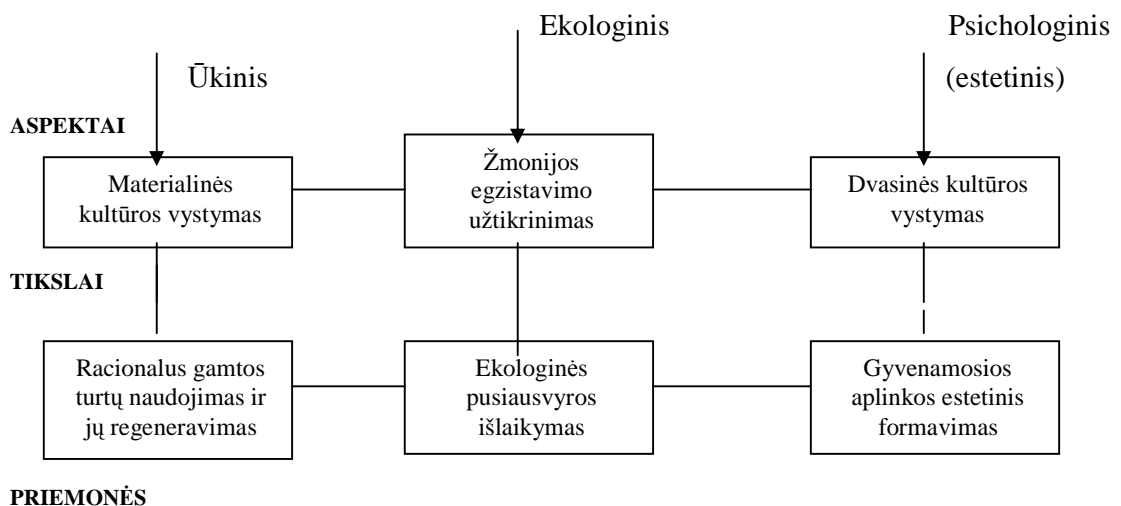 Ekologinis
Psichologinis
Ūkinis
(estetinis)
ASPEKTAI
Materialinės
kultūros vystymas
Žmonijos
egzistavimo
užtikrinimas
Dvasinės kultūros
vystymas
TIKSLAI
Racionalus gamtos
turtų naudojimas ir
jų regeneravimas
Ekologinės
pusiausvyros
išlaikymas
Gyvenamosios
aplinkos estetinis
formavimas
PRIEMONĖS